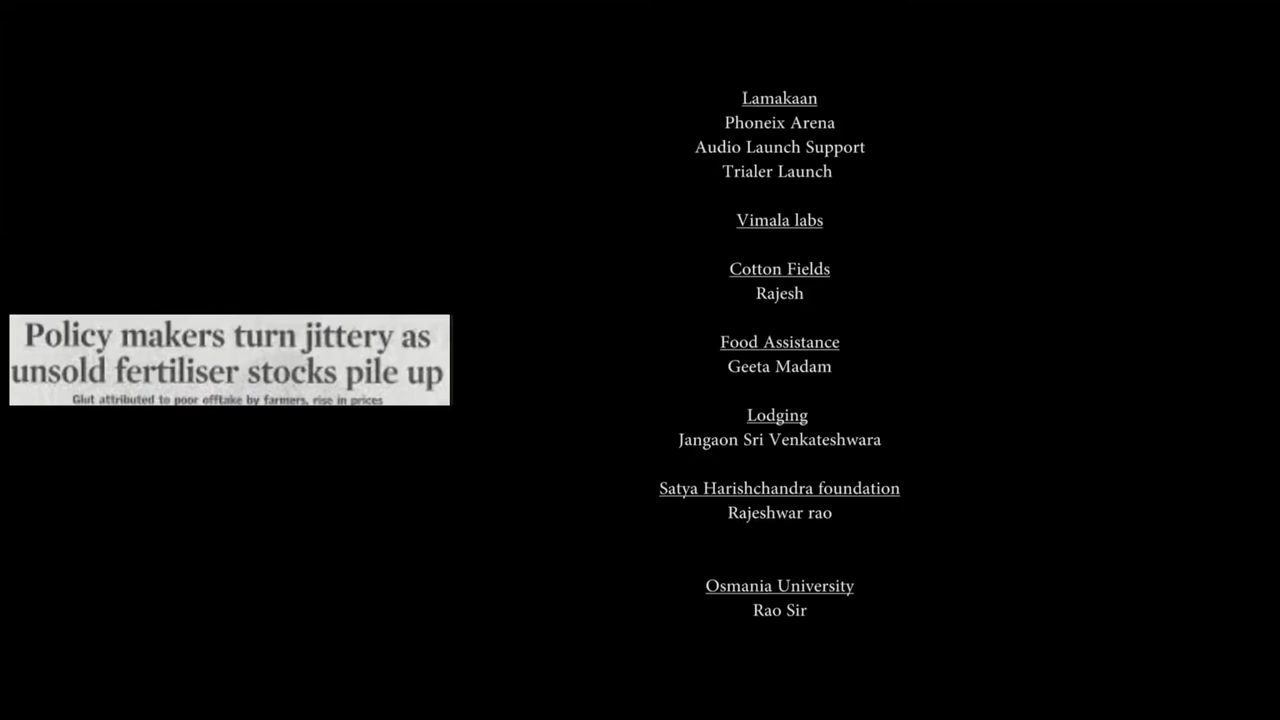 Policy makers turn jittery as
unsold fertiliser stocks pile up
Glut attributed to poor offtake by farmers, rise in prices
Lamakaan
Phoneix Arena
Audio Launch Support
Trialer Launch
Vimala labs
Cotton Fields
Rajesh
Food Assistance
Geeta Madam
Lodging
Jangaon Sri Venkateshwara
Satya Harishchandra foundation
Rajeshwar rao
Osmania University
Rao Sir